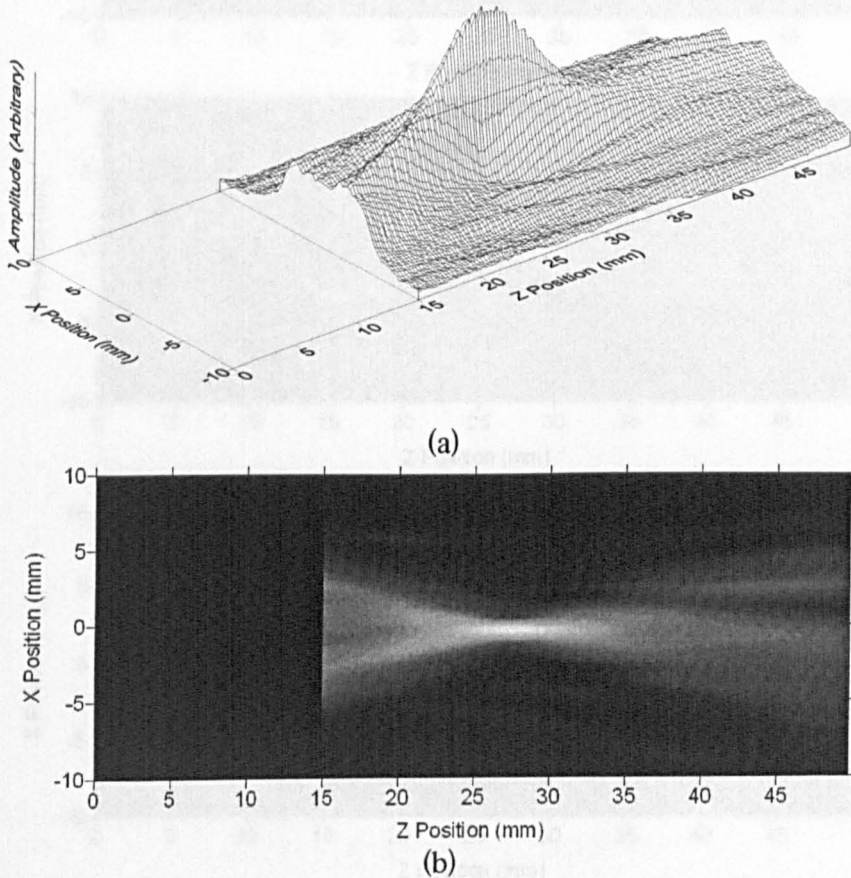 Amplitude (Arbitrary)
X Position (mm)
10 5 0 -5 -10
Z Position (mm)
0 5 10 15 20 25 30 35 40 45
(a)
10
5
0
-5
-10
X Position (mm)
0 5 10 15 20 25 30 35 40 45
Z Position (mm)
(b)